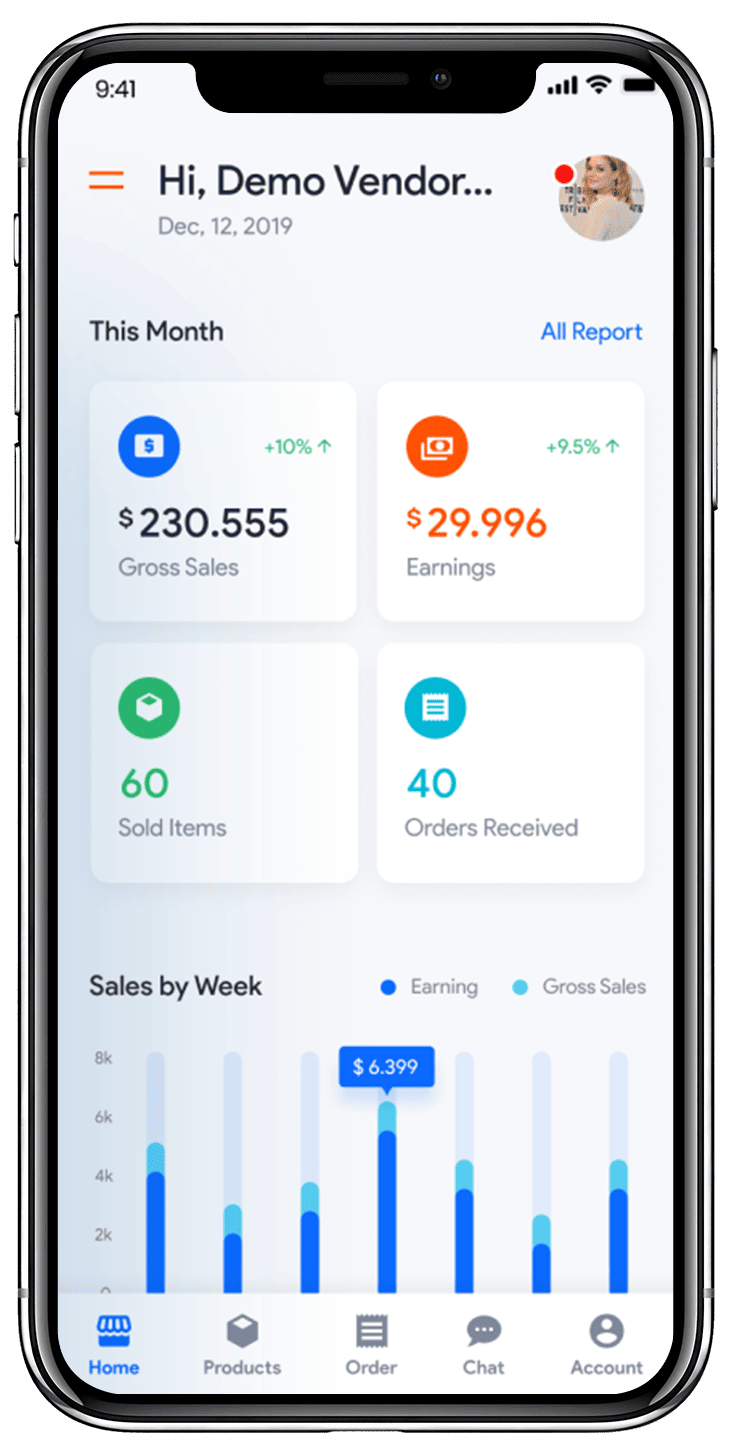 9:41
Hi, Demo Vendor...
Dec, 12, 2019
This Month
All Report
+10% ↑
+9.5% ↑
$230.555
$29.996
Gross Sales
Earnings
60
40
Sold Items
Orders Received
Sales by Week
Earning
Gross Sales
8k
$ 6.399
6k
4k
2k
Home
Products
Order
Chat
Account